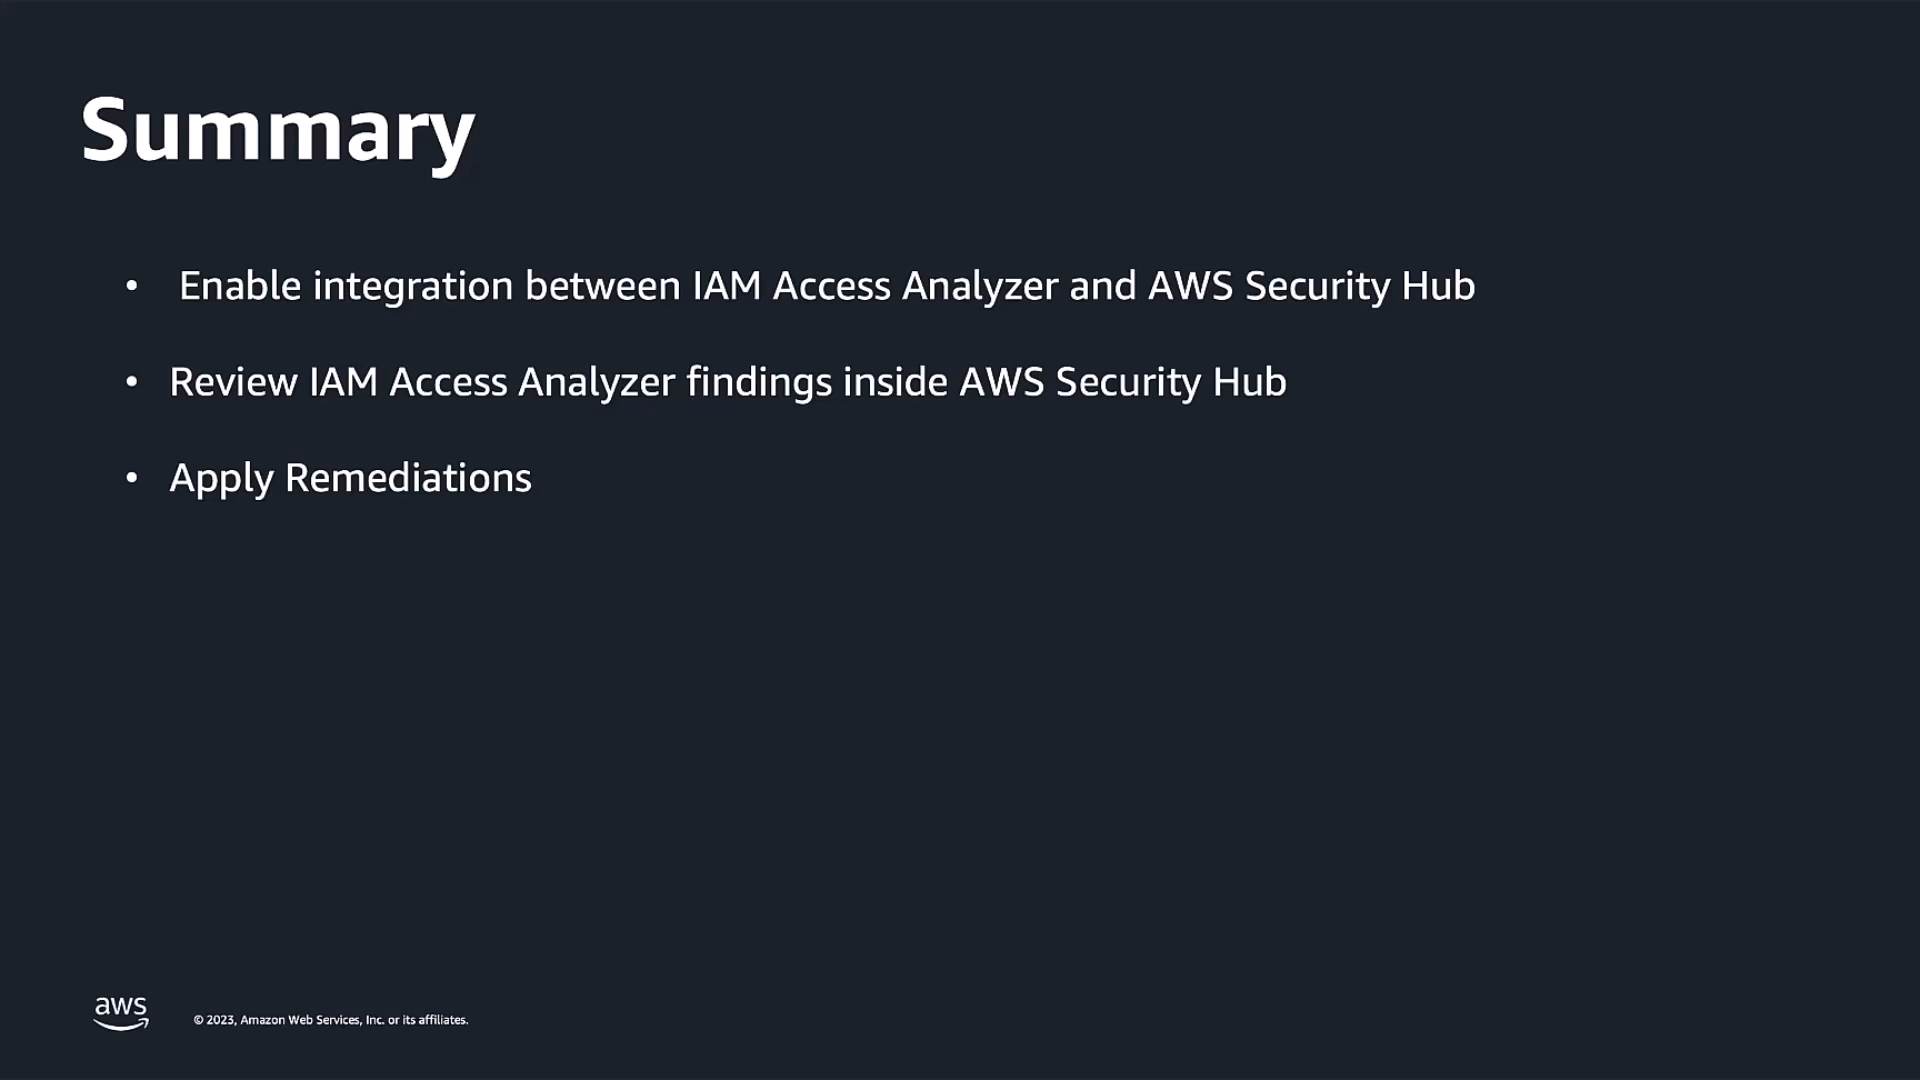 Summary
• Enable integration between IAM Access Analyzer and AWS Security Hub
• Review IAM Access Analyzer findings inside AWS Security Hub
• Apply Remediations
aws
© 2023, Amazon Web Services, Inc. or its affiliates.